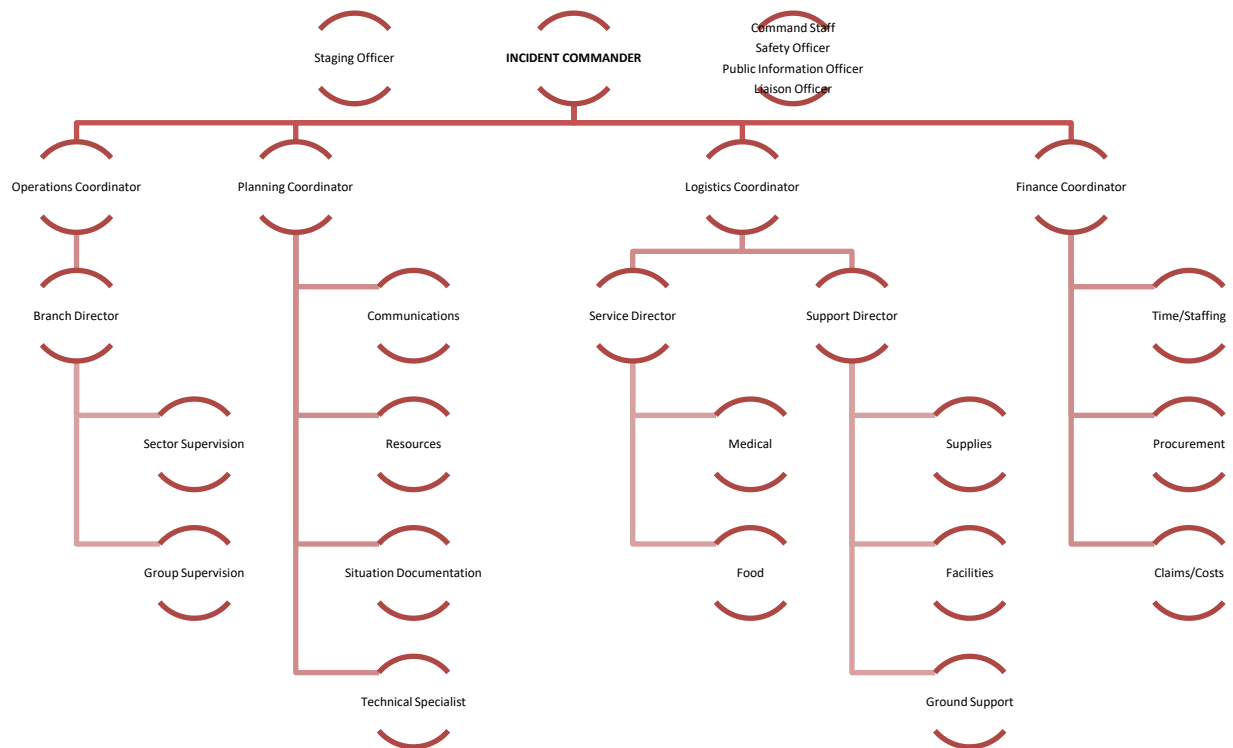 Staging Officer
INCIDENT COMMANDER
Command Staff
Safety Officer
Public Information Officer
Liaison Officer
Operations Coordinator
Planning Coordinator
Logistics Coordinator
Finance Coordinator
Branch Director
Communications
Service Director
Support Director
Time/Staffing
Sector Supervision
Resources
Medical
Supplies
Procurement
Group Supervision
Situation Documentation
Food
Facilities
Claims/Costs
Technical Specialist
Ground Support